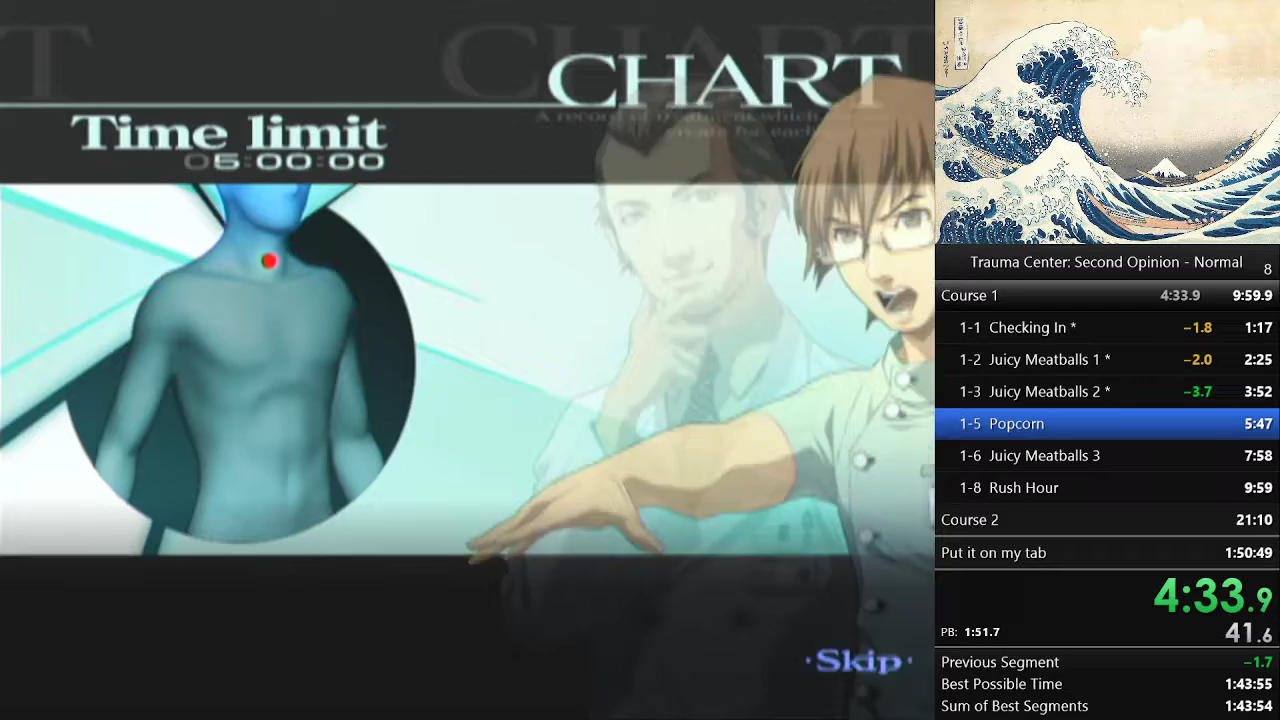 CHART
A record of treatment which
Time limit
05:00:00
Skip
Trauma Center: Second Opinion - Normal
8
Course 1 4:33.9 9:59.9
1-1 Checking In * −1.8 1:17
1-2 Juicy Meatballs 1 * −2.0 2:25
1-3 Juicy Meatballs 2 * −3.7 3:52
1-5 Popcorn 5:47
1-6 Juicy Meatballs 3 7:58
1-8 Rush Hour 9:59
Course 2 21:10
Put it on my tab 1:50:49
4:33.9
PB: 1:51.7 41.6
Previous Segment −1.7
Best Possible Time 1:43:55
Sum of Best Segments 1:43:54